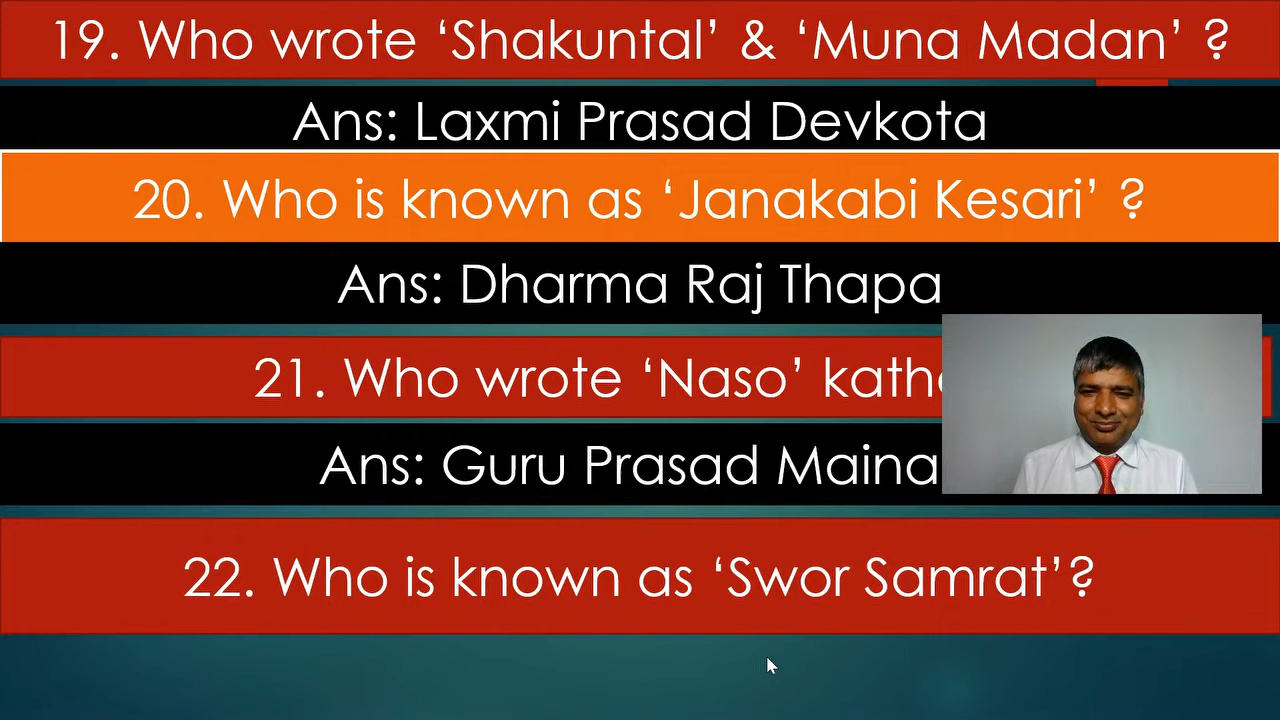 19. Who wrote ‘Shakuntal’ & ‘Muna Madan’ ?
Ans: Laxmi Prasad Devkota
20. Who is known as ‘Janakabi Kesari’ ?
Ans: Dharma Raj Thapa
21. Who wrote ‘Naso’
Ans: Guru Prasad
22. Who is known as ‘Swor Samrat’?